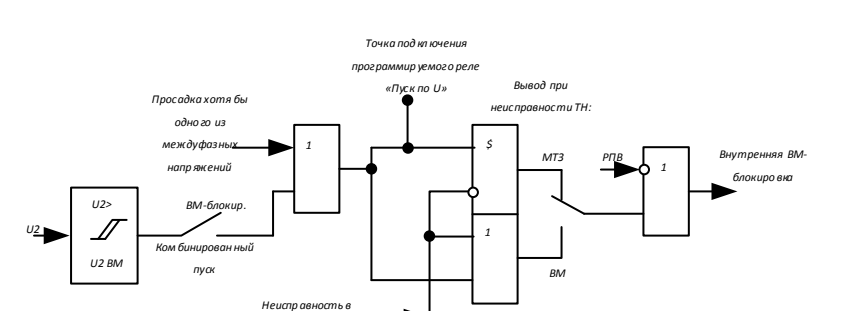 Точка подключения
программируемого реле
«Пуск по U»
Вывод при
неисправности ТН:
Просадка хотя бы
одного из
междуфазных
напряжений
1
$
МТЗ
РПВ
1
Внутренняя ВМ-
блокировка
U2>
ВМ-блокир.
U2
1
U2 ВМ
Комбинированный
пуск
ВМ
Неисправность в